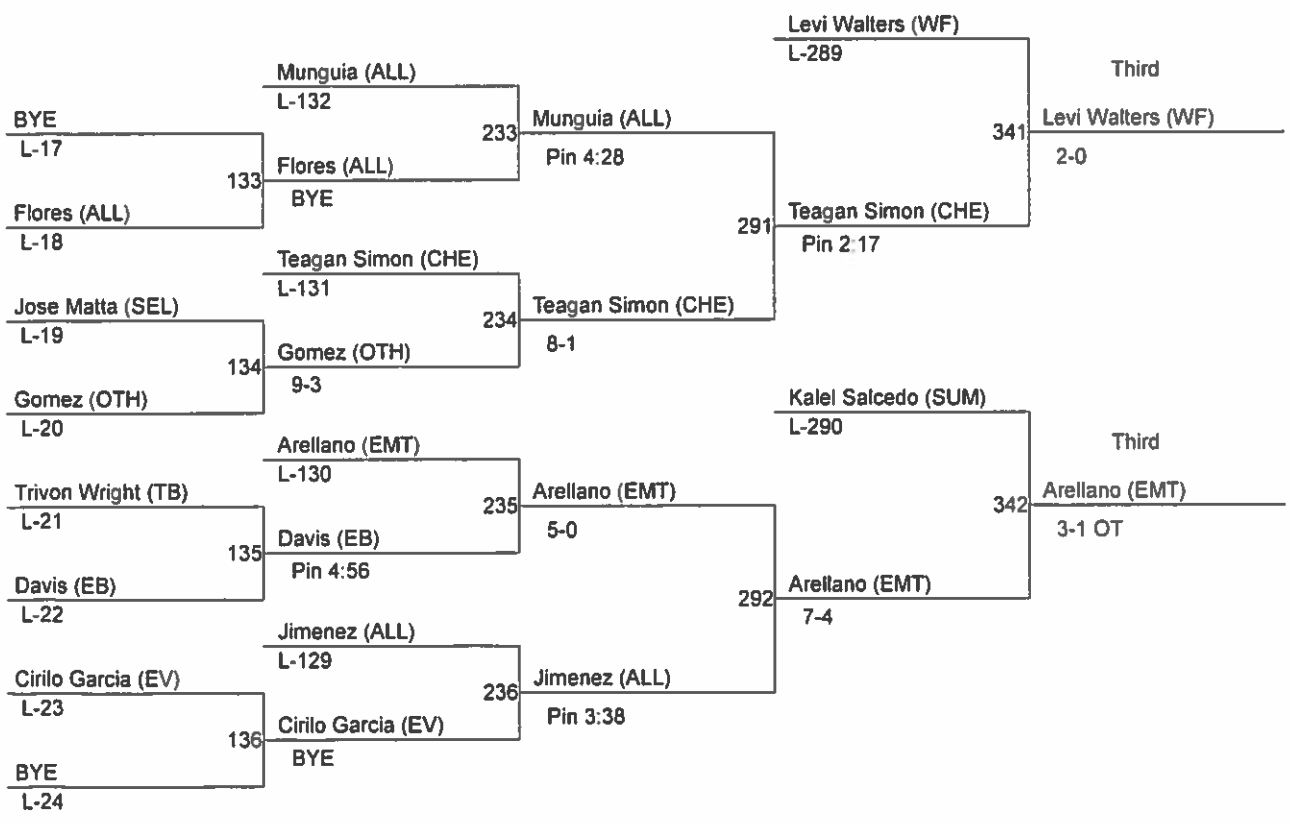 BYE
L-17
133
Flores (ALL)
L-18
Jose Matta (SEL)
L-19
134
Gomez (OTH)
L-20
Trivon Wright (TB)
L-21
135
Davis (EB)
L-22
Cirilo Garcia (EV)
L-23
136
BYE
L-24
Munguia (ALL)
L-132
233
Flores (ALL)
BYE
Teagan Simon (CHE)
L-131
234
Gomez (OTH)
9-3
Arellano (EMT)
L-130
235
Davis (EB)
Pin 4:56
Jimenez (ALL)
L-129
236
Cirilo Garcia (EV)
BYE
Munguia (ALL)
Pin 4:28
291
Teagan Simon (CHE)
8-1
Arellano (EMT)
5-0
292
Jimenez (ALL)
Pin 3:38
Levi Walters (WF)
L-289
341
Teagan Simon (CHE)
Pin 2:17
Kalel Salcedo (SUM)
L-290
342
Arellano (EMT)
7-4
Third
Levi Walters (WF)
2-0
Third
Arellano (EMT)
3-1 OT